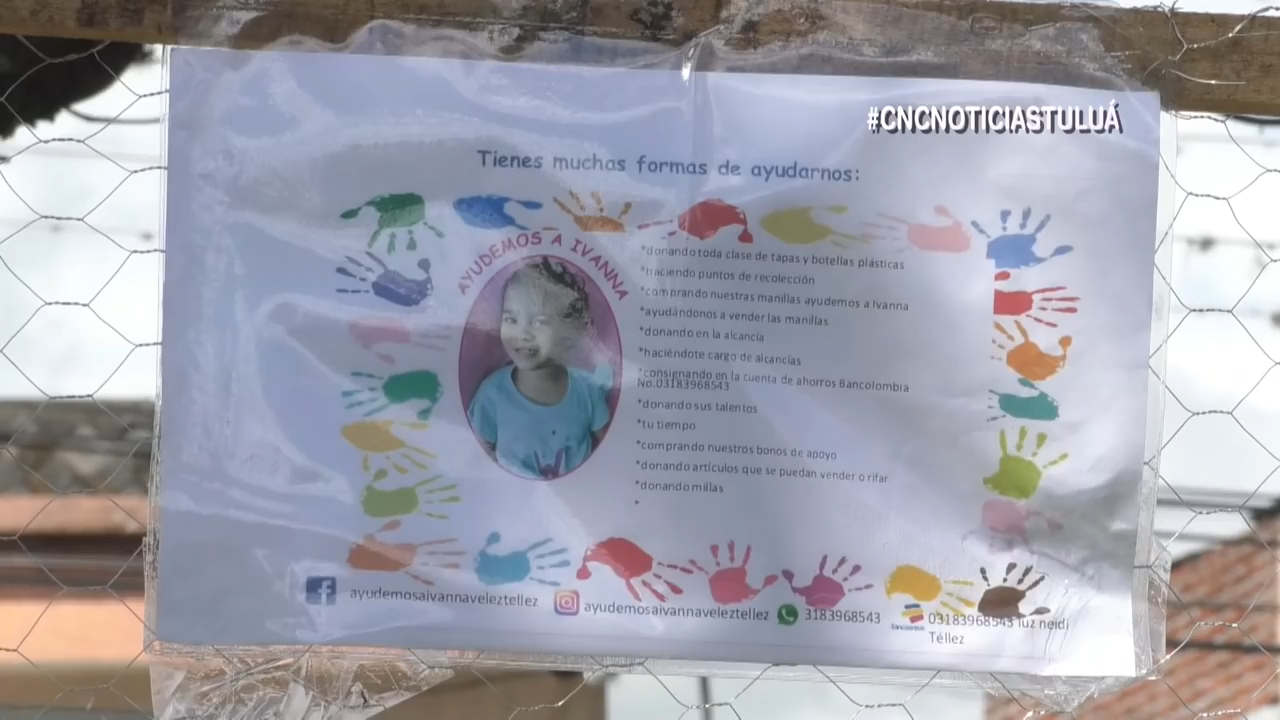 #CNCNOTICIASTULUÁ
Tienes muchas formas de ayudarnos:
AYUDEMOS A IVANNA
*donando toda clase de tapas y botellas plásticas
*haciendo puntos de recolección
*comprando nuestras manillas ayudemos a Ivanna
*ayudándonos a vender las manillas
*donando en la alcancía
*haciéndote cargo de alcancías
*consignando en la cuenta de ahorros Bancolombia
No.03183968543
*donando sus talentos
*tu tiempo
*comprando nuestros bonos de apoyo
*donando artículos que se puedan vender o rifar
*donando millas
*
ayudemosaivannaveleztellez
ayudemosaivannaveleztellez
3183968543
Bancolombia
03183968543 luz neidi
Téllez